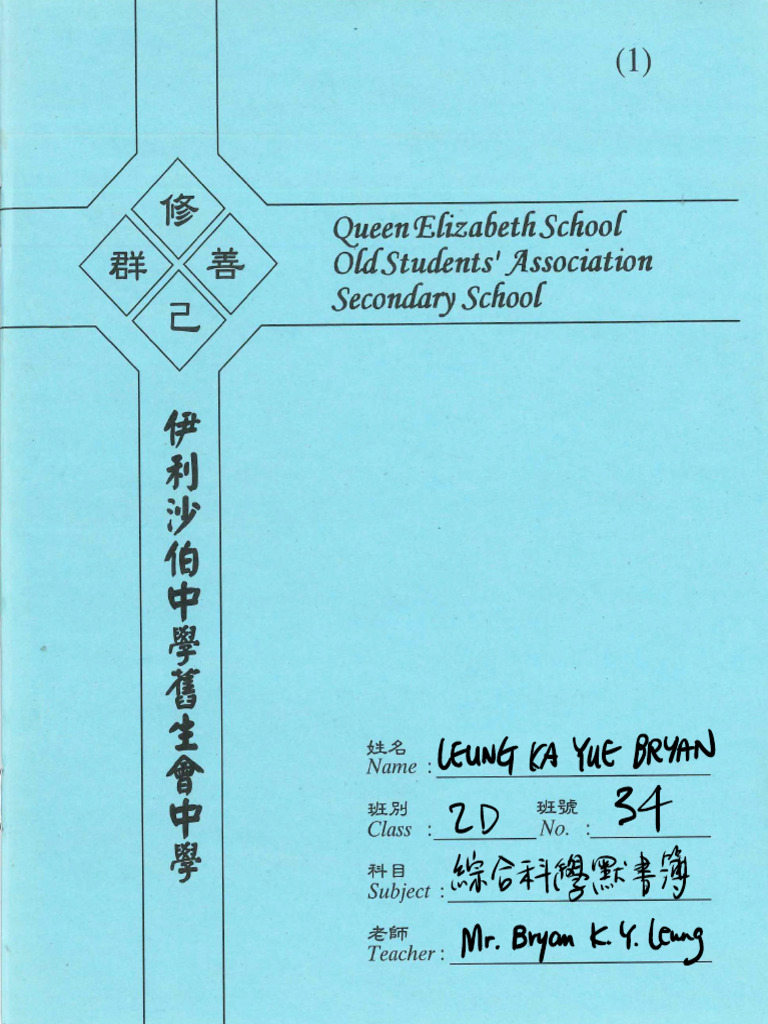 (1)
修
群 善
己
Queen Elizabeth School
Old Students' Association
Secondary School
伊利沙伯中學舊生會中學
姓名
Name : LEUNG KA YUE BRYAN
班別 班號
Class : 2D No. : 34
科目
Subject : 綜合科學默書簿
老師
Teacher : Mr. Bryan K. Y. Leung